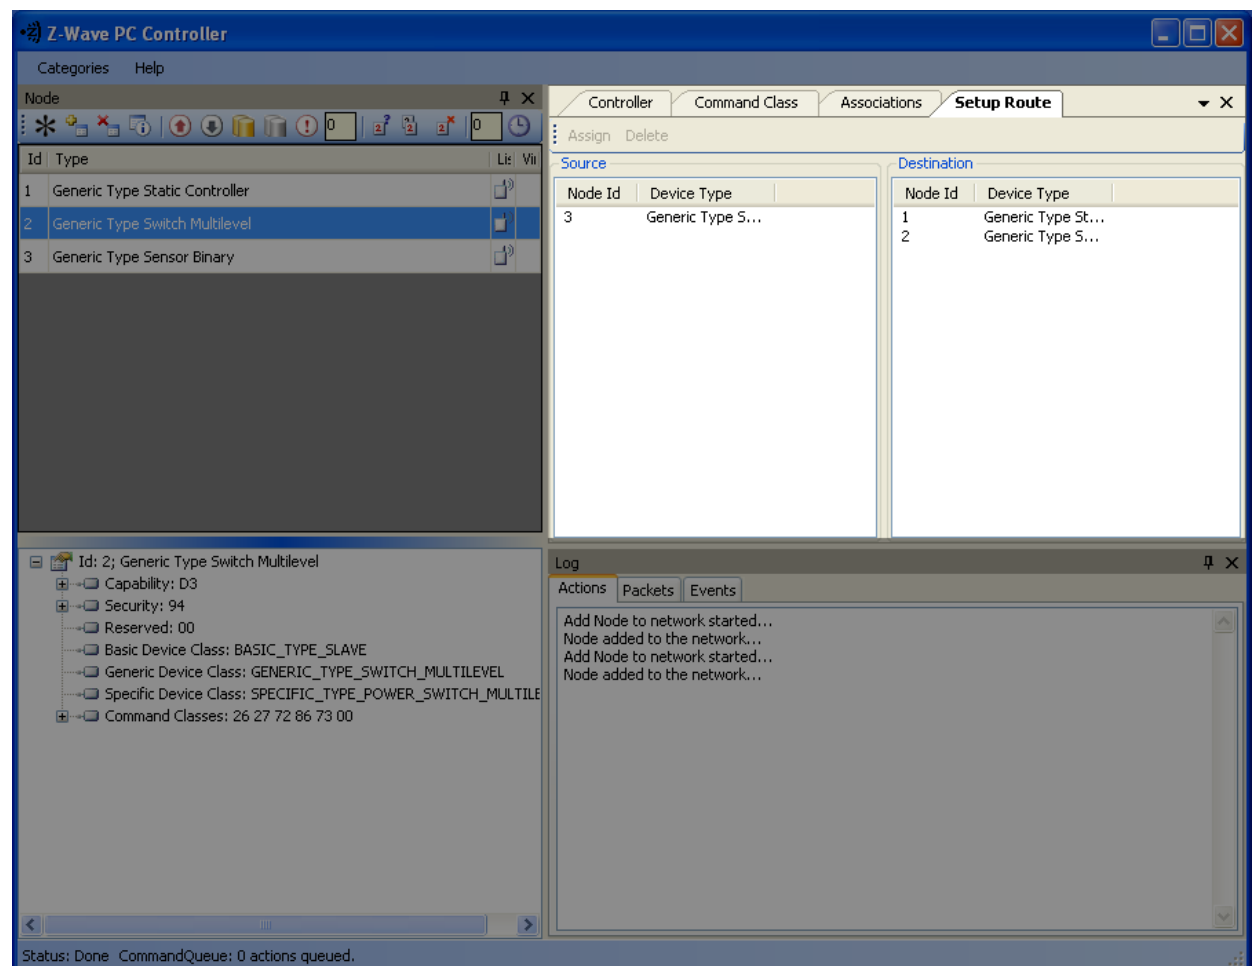 Z-Wave PC Controller
Categories Help
Node
0 0
Id Type Lis Vir
1 Generic Type Static Controller
2 Generic Type Switch Multilevel
3 Generic Type Sensor Binary
Controller Command Class Associations Setup Route
Assign Delete
Source
Node Id Device Type
3 Generic Type S...
Destination
Node Id Device Type
1 Generic Type St...
2 Generic Type S...
Id: 2; Generic Type Switch Multilevel
Capability: D3
Security: 94
Reserved: 00
Basic Device Class: BASIC_TYPE_SLAVE
Generic Device Class: GENERIC_TYPE_SWITCH_MULTILEVEL
Specific Device Class: SPECIFIC_TYPE_POWER_SWITCH_MULTILE
Command Classes: 26 27 72 86 73 00
Log
Actions Packets Events
Add Node to network started...
Node added to the network...
Add Node to network started...
Node added to the network...
Status: Done CommandQueue: 0 actions queued.